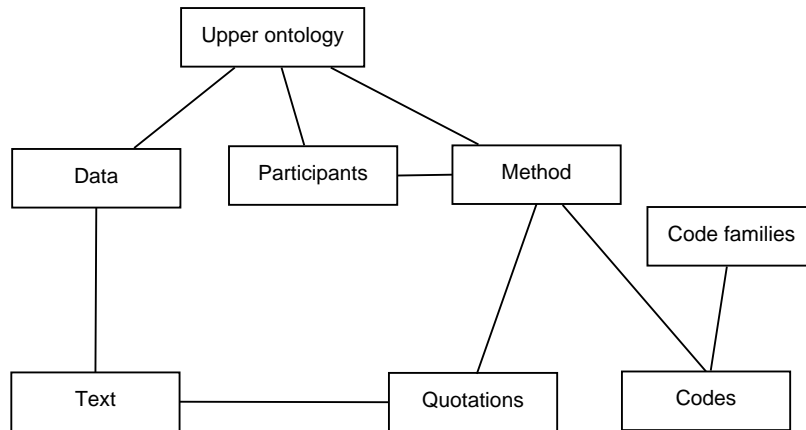 Upper ontology
Data
Participants
Method
Code families
Text
Quotations
Codes